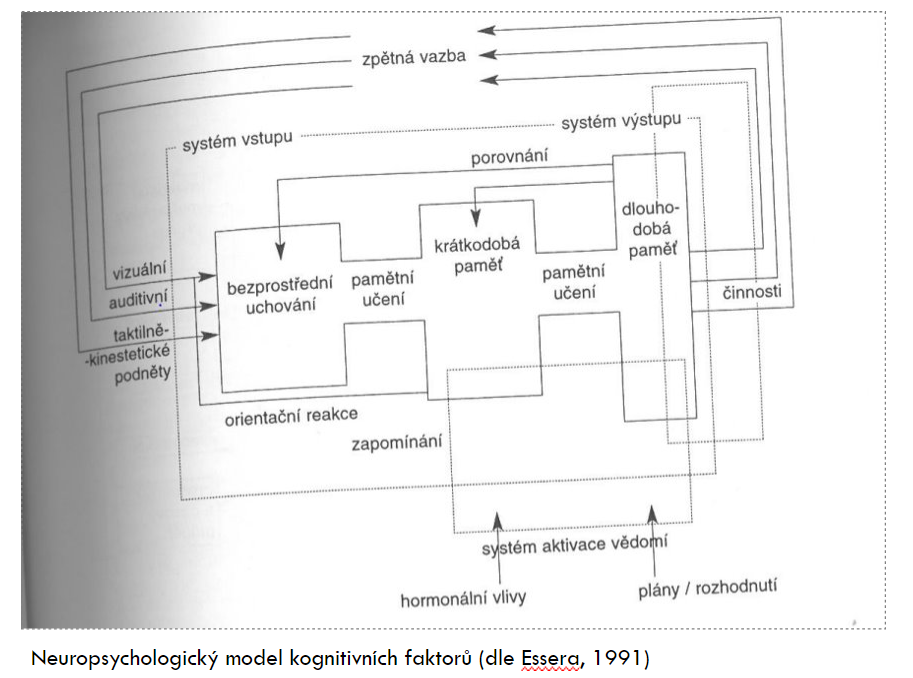 zpětná vazba
systém vstupu
systém výstupu
porovnání
dlouho-
dobá
paměť
krátkodobá
paměť
vizuální
auditivní
taktilně-
-kinestetické
podněty
bezprostřední
uchování
pamětní
učení
pamětní
učení
činnosti
orientační reakce
zapomínání
systém aktivace vědomí
hormonální vlivy
plány / rozhodnutí
Neuropsychologický model kognitivních faktorů (dle Essera, 1991)